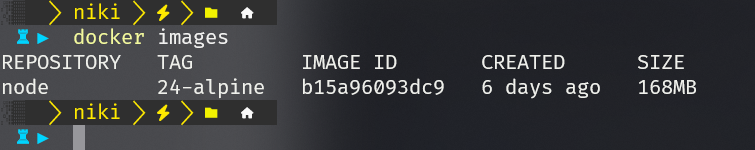 niki
docker images
REPOSITORY TAG IMAGE ID CREATED SIZE
node 24-alpine b15a96093dc9 6 days ago 168MB
niki